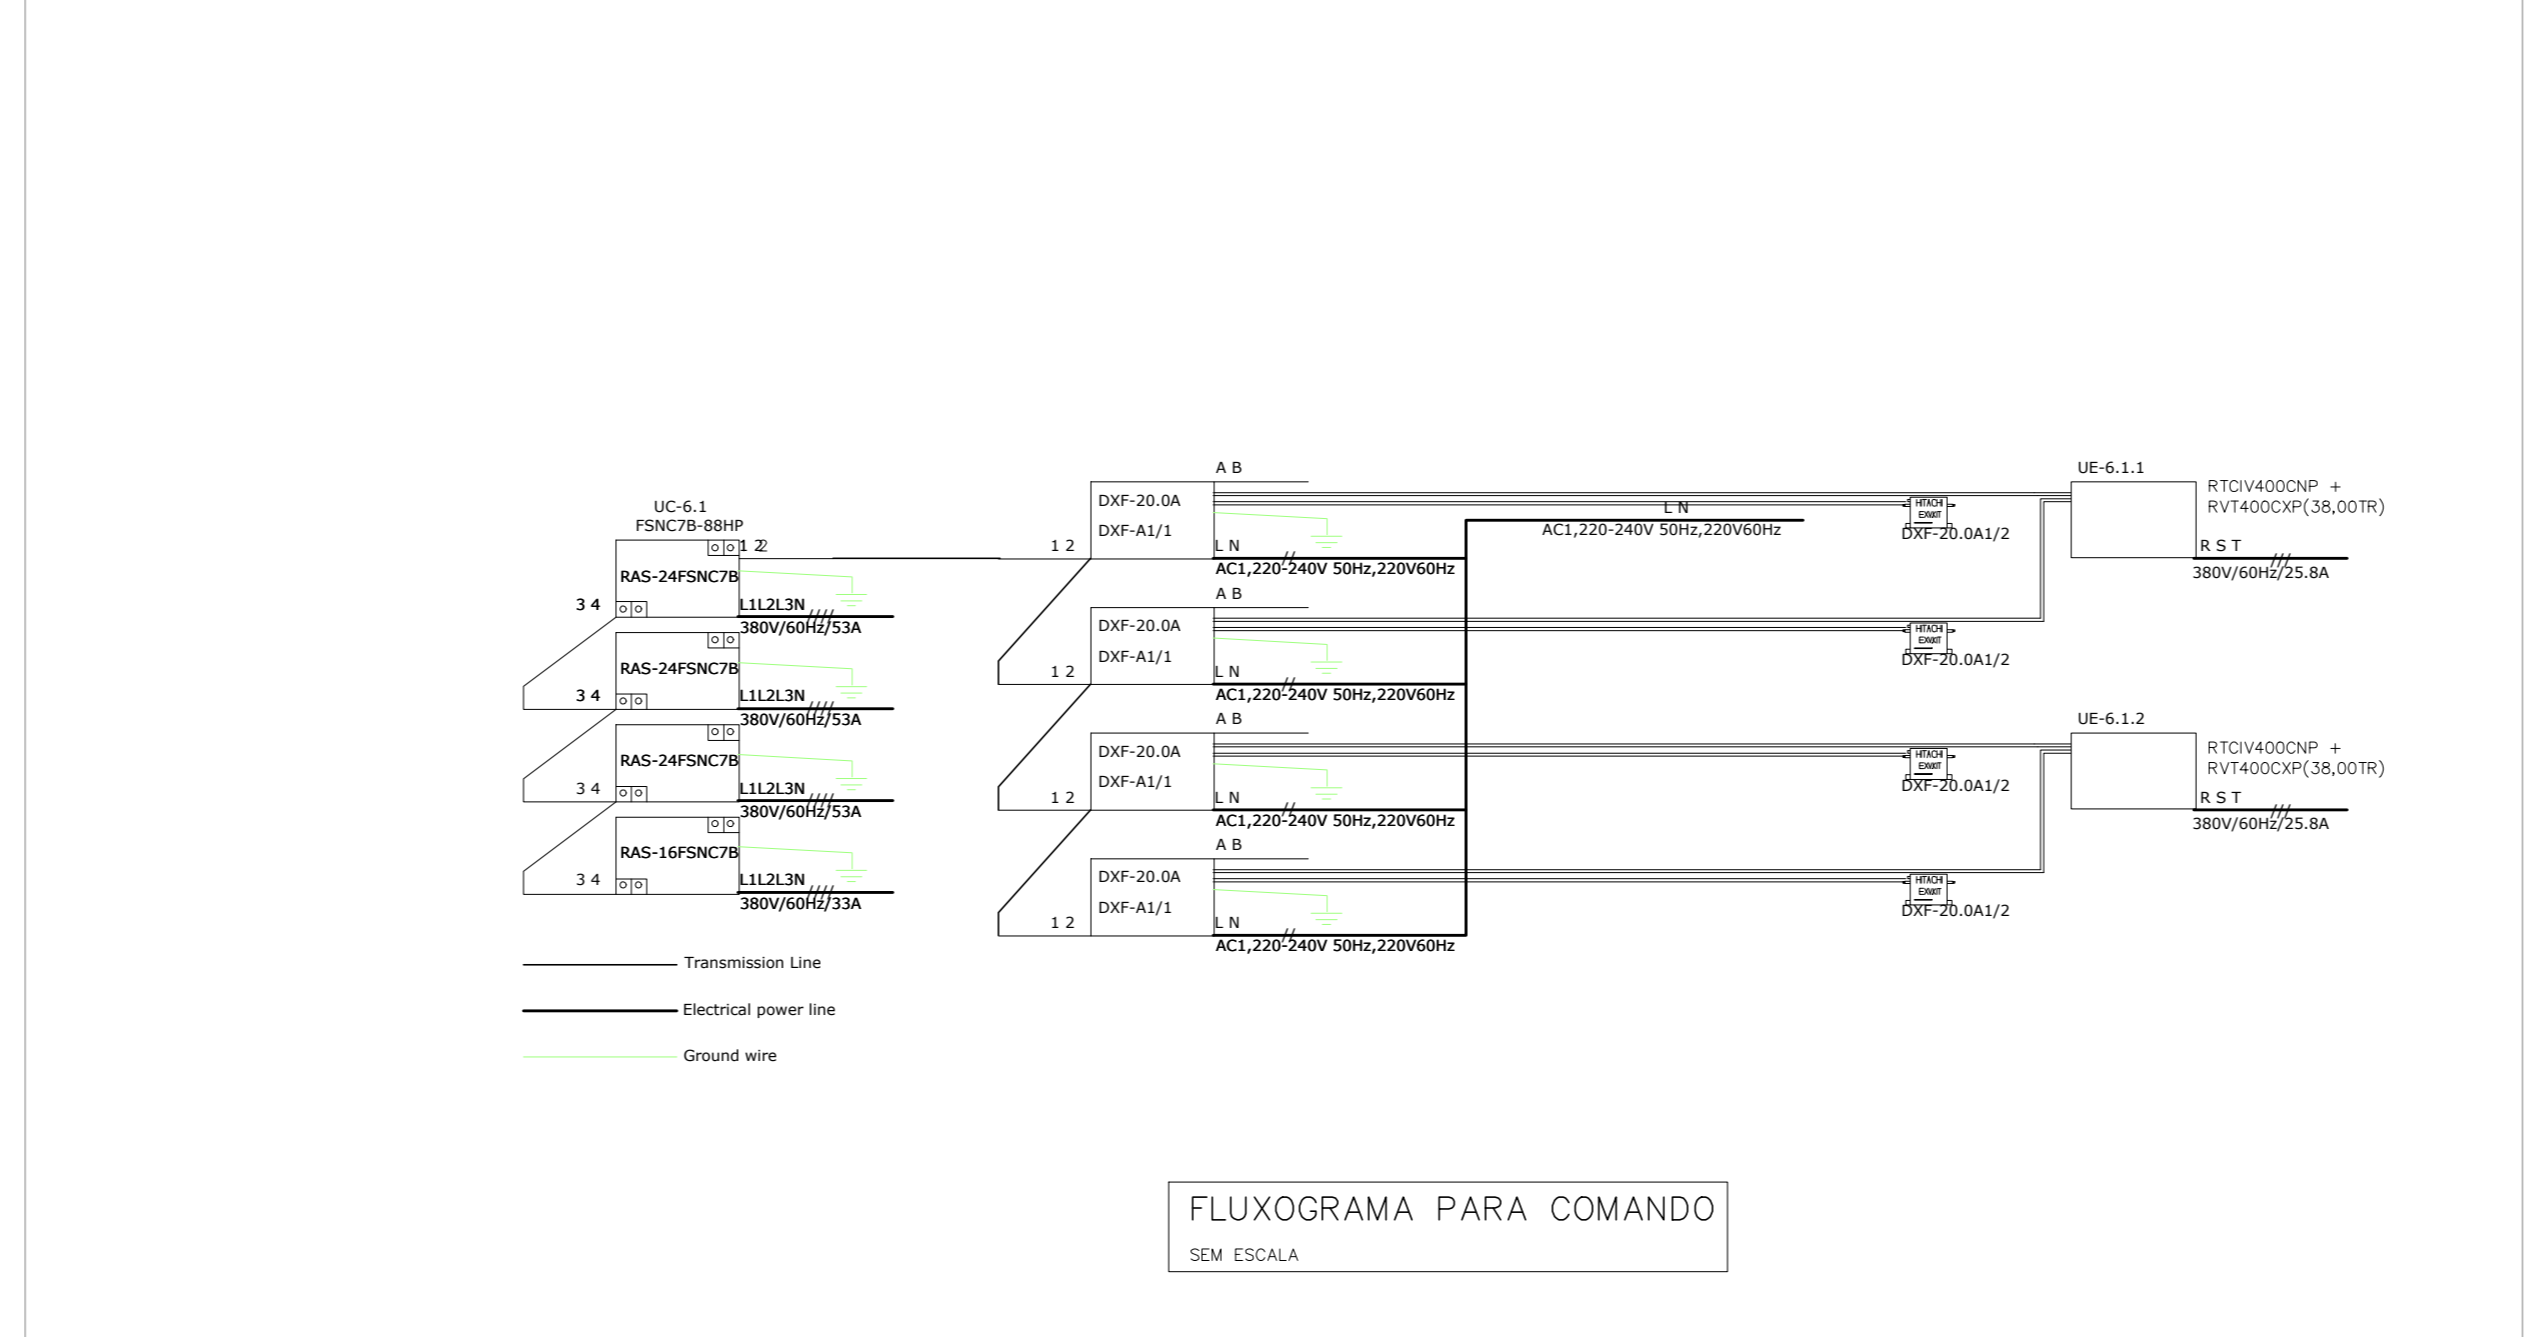 UC-6.1
FSNC7B-88HP
1 2
2
RAS-24FSNC7B
3 4
L1L2L3N
380V/60Hz/53A
RAS-24FSNC7B
3 4
L1L2L3N
380V/60Hz/53A
RAS-24FSNC7B
3 4
L1L2L3N
380V/60Hz/53A
RAS-16FSNC7B
3 4
L1L2L3N
380V/60Hz/33A
Transmission Line
Electrical power line
Ground wire
A B
DXF-20.0A
DXF-A1/1
1 2
L N
AC1,220-240V 50Hz,220V60Hz
A B
DXF-20.0A
DXF-A1/1
1 2
L N
AC1,220-240V 50Hz,220V60Hz
A B
DXF-20.0A
DXF-A1/1
1 2
L N
AC1,220-240V 50Hz,220V60Hz
A B
DXF-20.0A
DXF-A1/1
1 2
L N
AC1,220-240V 50Hz,220V60Hz
L N
AC1,220-240V 50Hz,220V60Hz
HITACHI
DXF-20.0A1/2
HITACHI
DXF-20.0A1/2
HITACHI
DXF-20.0A1/2
HITACHI
DXF-20.0A1/2
UE-6.1.1
RTCIV400CNP +
RVT400CXP(38,00TR)
R S T
380V/60Hz/25.8A
UE-6.1.2
RTCIV400CNP +
RVT400CXP(38,00TR)
R S T
380V/60Hz/25.8A
FLUXOGRAMA PARA COMANDO
SEM ESCALA